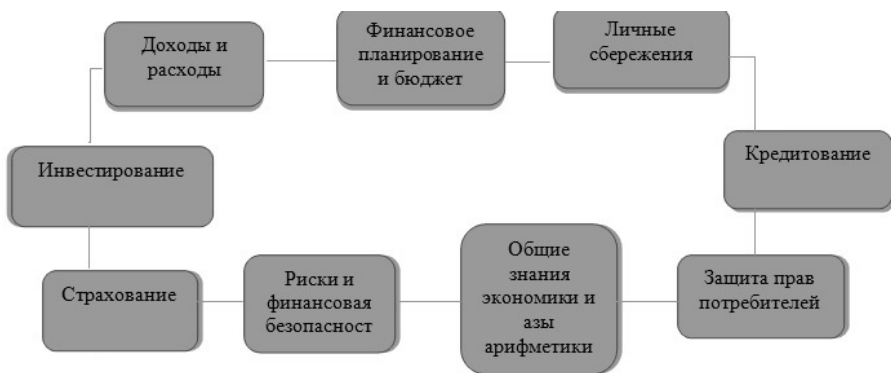 Доходы и
расходы
Финансовое
планирование
и бюджет
Личные
сбережения
Инвестирование
Кредитование
Страхование
Риски и
финансовая
безопасност
Общие
знания
экономики и
азы
арифметики
Защита прав
потребителей